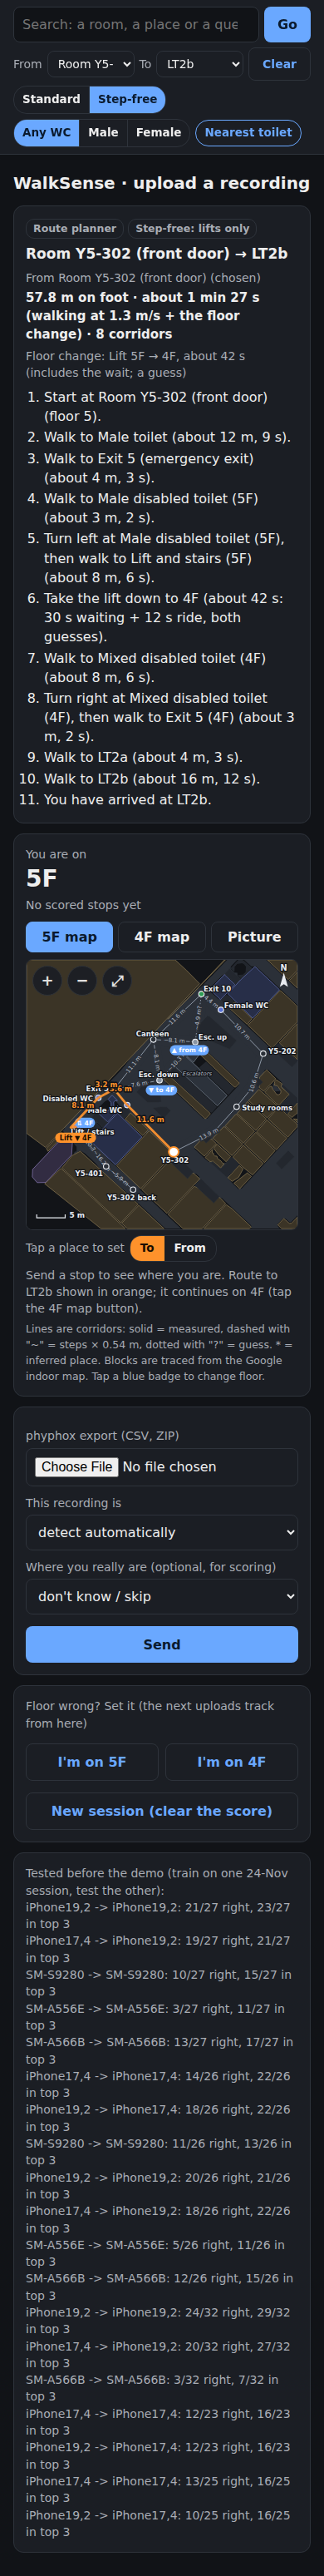 Search: a room, a place or a que
Go
From Room Y5- To LT2b Clear
Standard Step-free
Any WC Male Female Nearest toilet
WalkSense · upload a recording
Route planner Step-free: lifts only
Room Y5-302 (front door) → LT2b
From Room Y5-302 (front door) (chosen)
57.8 m on foot · about 1 min 27 s
(walking at 1.3 m/s + the floor
change) · 8 corridors
Floor change: Lift 5F → 4F, about 42 s
(includes the wait; a guess)
1. Start at Room Y5-302 (front door)
(floor 5).
2. Walk to Male toilet (about 12 m, 9 s).
3. Walk to Exit 5 (emergency exit)
(about 4 m, 3 s).
4. Walk to Male disabled toilet (5F)
(about 3 m, 2 s).
5. Turn left at Male disabled toilet (5F),
then walk to Lift and stairs (5F)
(about 8 m, 6 s).
6. Take the lift down to 4F (about 42 s:
30 s waiting + 12 s ride, both
guesses).
7. Walk to Mixed disabled toilet (4F)
(about 8 m, 6 s).
8. Turn right at Mixed disabled toilet
(4F), then walk to Exit 5 (4F) (about 3
m, 2 s).
9. Walk to LT2a (about 4 m, 3 s).
10. Walk to LT2b (about 16 m, 12 s).
11. You have arrived at LT2b.
You are on
5F
No scored stops yet
5F map 4F map Picture
+ −
N
Exit 10
Female WC
Canteen
Esc. up
▲ from 4F
Y5-202
Esc. down
Escalators
▼ to 4F
3.2 m
Disabled WC
8.1 m
Male WC
Study rooms
11.6 m
Lift ▼ 4F
Y5-302
Y5-401
Y5-302 back
5 m
Tap a place to set To From
Send a stop to see where you are. Route to
LT2b shown in orange; it continues on 4F (tap
the 4F map button).
Lines are corridors: solid = measured, dashed with
"~" = steps × 0.54 m, dotted with "?" = guess. * =
inferred place. Blocks are traced from the Google
indoor map. Tap a blue badge to change floor.
phyphox export (CSV, ZIP)
Choose File No file chosen
This recording is
detect automatically
Where you really are (optional, for scoring)
don't know / skip
Send
Floor wrong? Set it (the next uploads track
from here)
I'm on 5F I'm on 4F
New session (clear the score)
Tested before the demo (train on one 24-Nov
session, test the other):
iPhone19,2 -> iPhone19,2: 21/27 right, 23/27
in top 3
iPhone17,4 -> iPhone19,2: 19/27 right, 21/27
in top 3
SM-S9280 -> SM-S9280: 10/27 right, 15/27 in
top 3
SM-A556E -> SM-A556E: 3/27 right, 11/27 in
top 3
SM-A566B -> SM-A566B: 13/27 right, 17/27 in
top 3
iPhone17,4 -> iPhone17,4: 14/26 right, 22/26
in top 3
iPhone19,2 -> iPhone17,4: 18/26 right, 22/26
in top 3
SM-S9280 -> SM-S9280: 11/26 right, 13/26 in
top 3
iPhone19,2 -> iPhone19,2: 20/26 right, 21/26
in top 3
iPhone17,4 -> iPhone19,2: 18/26 right, 22/26
in top 3
SM-A556E -> SM-A556E: 5/26 right, 11/26 in
top 3
SM-A566B -> SM-A566B: 12/26 right, 15/26 in
top 3
iPhone19,2 -> iPhone19,2: 24/32 right, 29/32
in top 3
iPhone17,4 -> iPhone19,2: 20/32 right, 27/32
in top 3
SM-A566B -> SM-A566B: 3/32 right, 7/32 in
top 3
iPhone17,4 -> iPhone17,4: 12/23 right, 16/23
in top 3
iPhone19,2 -> iPhone17,4: 12/23 right, 16/23
in top 3
iPhone17,4 -> iPhone17,4: 13/25 right, 16/25
in top 3
iPhone19,2 -> iPhone17,4: 10/25 right, 16/25
in top 3